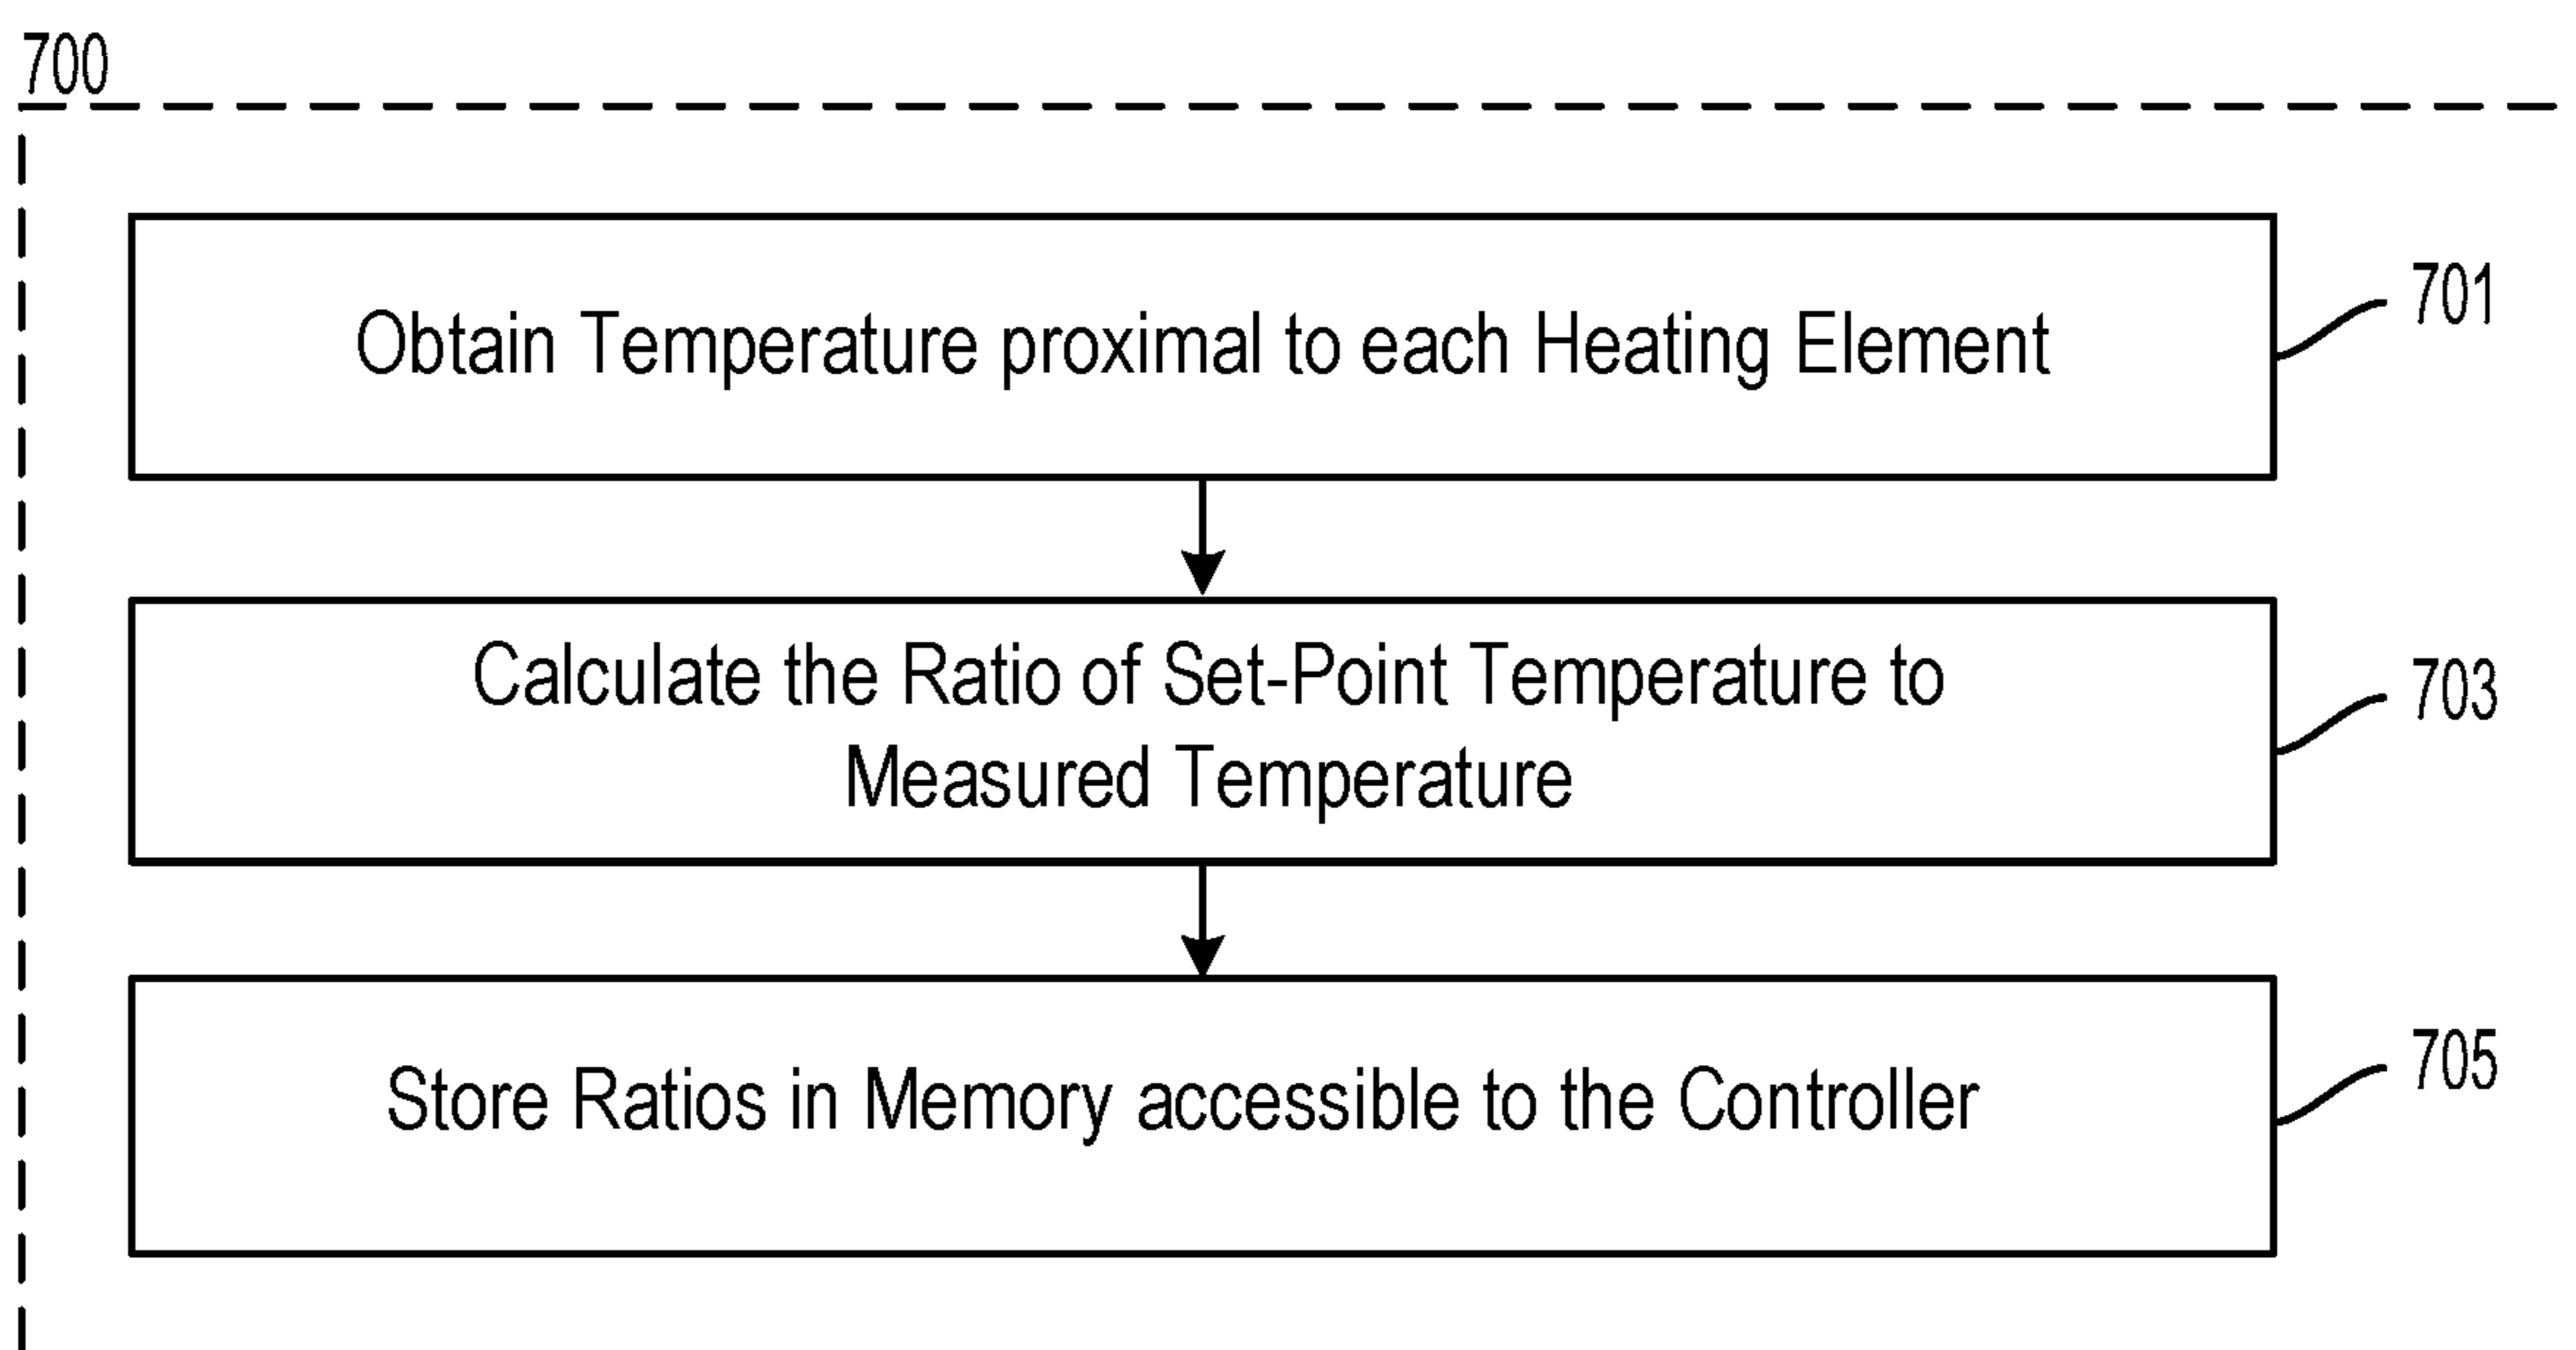 700
Obtain Temperature proximal to each Heating Element
701
Calculate the Ratio of Set-Point Temperature to
Measured Temperature
703
Store Ratios in Memory accessible to the Controller
705